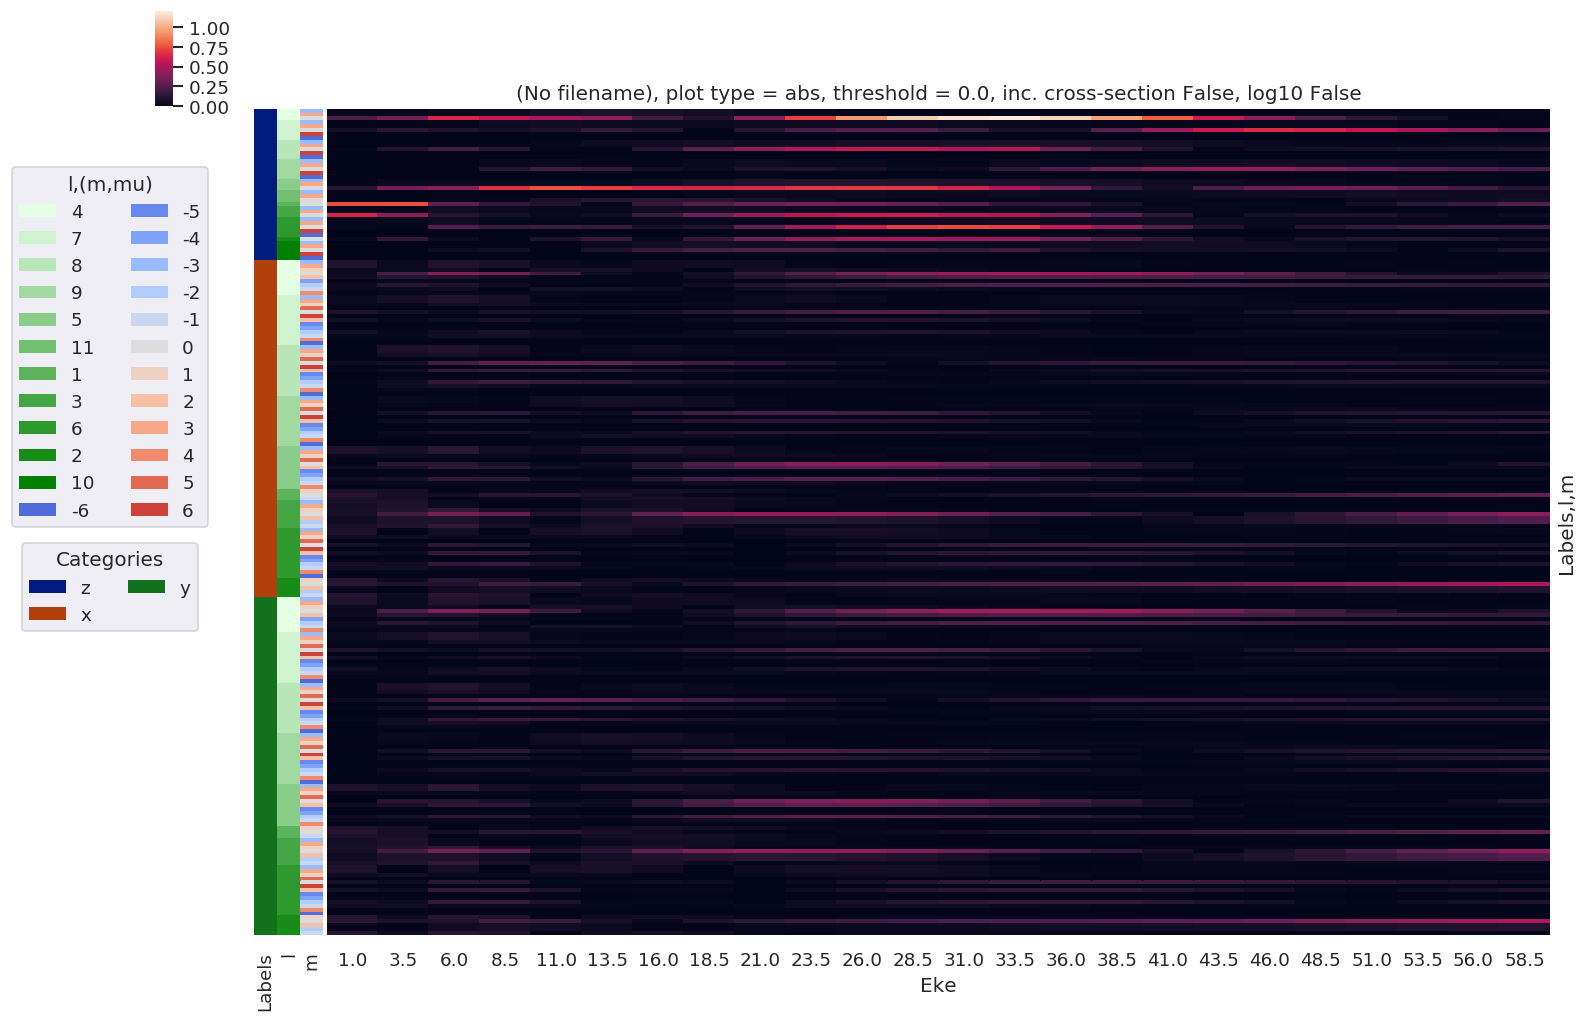 1.00
0.75
0.50
0.25
0.00
(No filename), plot type = abs, threshold = 0.0, inc. cross-section False, log10 False
l,(m,mu)
4 -5
7 -4
8 -3
9 -2
5 -1
11 0
1 1
3 2
6 3
2 4
10 5
-6 6
Categories
z y
x
Labels,l,m
Labels
l
m
1.0 3.5 6.0 8.5 11.0 13.5 16.0 18.5 21.0 23.5 26.0 28.5 31.0 33.5 36.0 38.5 41.0 43.5 46.0 48.5 51.0 53.5 56.0 58.5
Eke